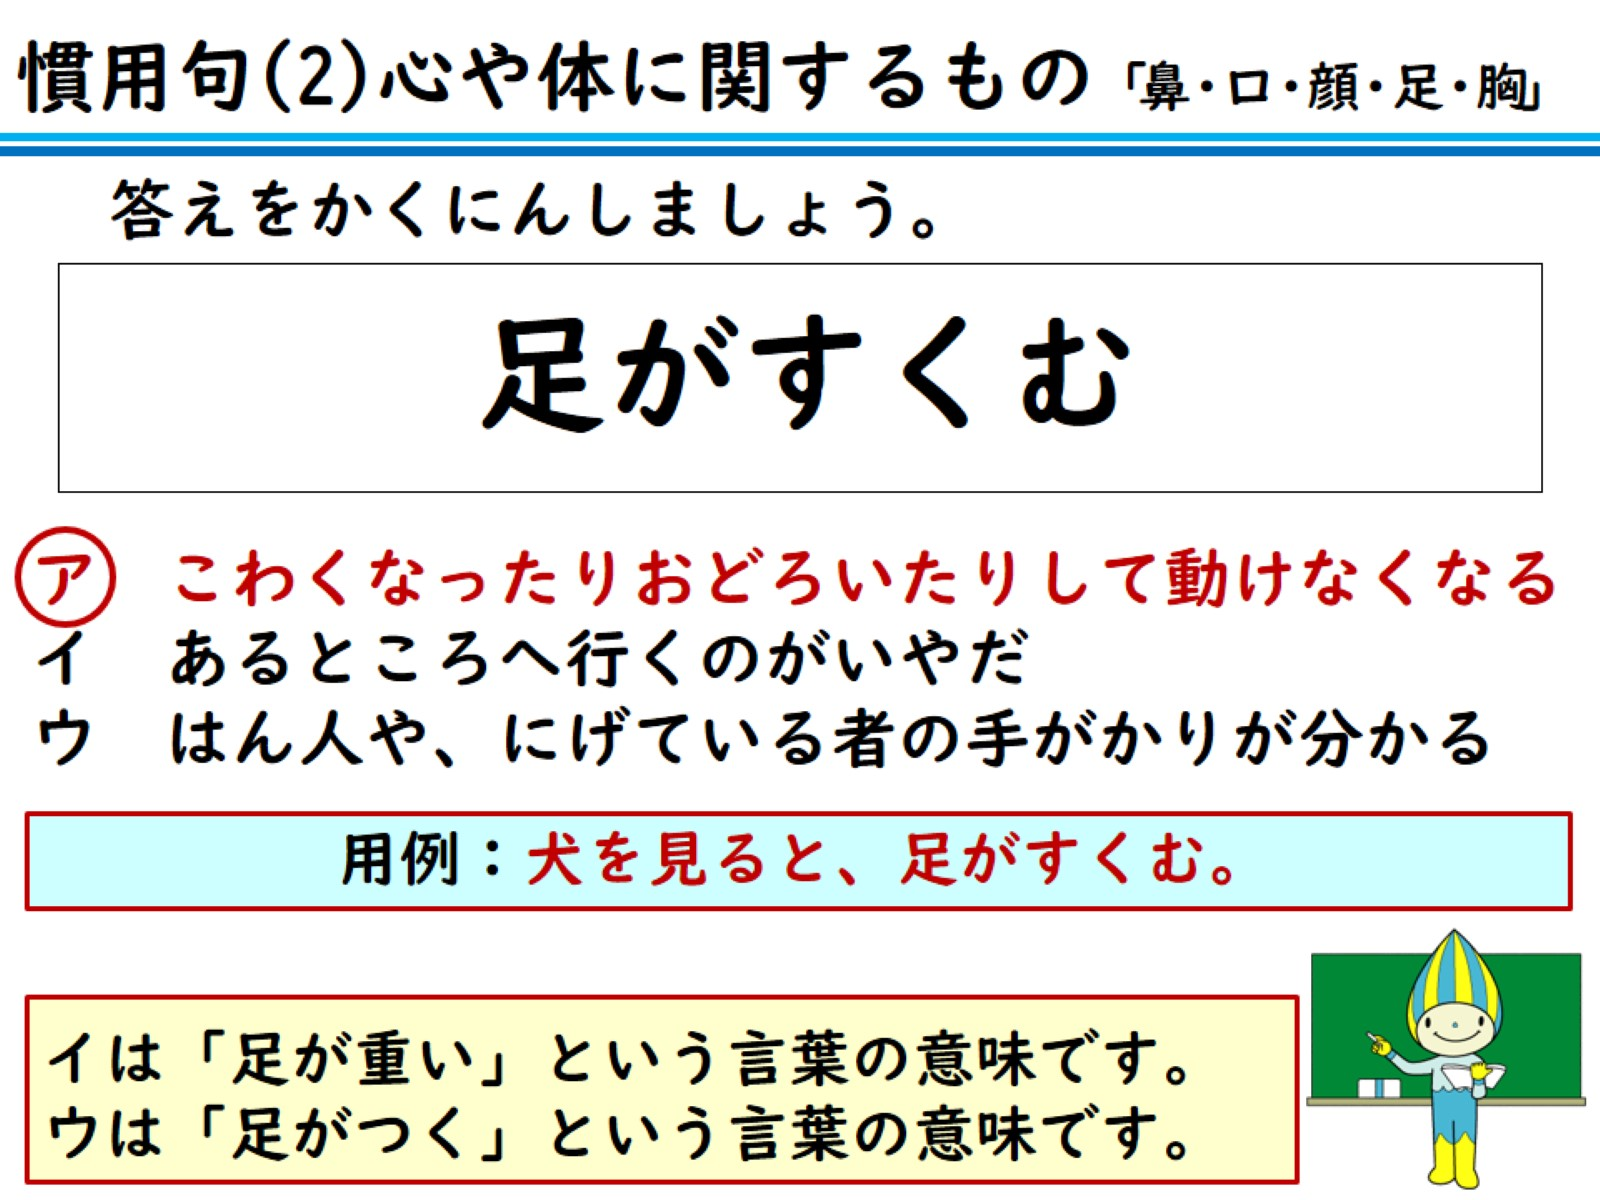 慣用句(2)心や体に関するもの「鼻・口・顔・足・胸」
答えをかくにんしましょう。
足がすくむ
ア　こわくなったりおどろいたりして動けなくなる
イ　あるところへ行くのがいやだ
ウ　はん人や、にげている者の手がかりが分かる
用例：犬を見ると、足がすくむ。
イは「足が重い」という言葉の意味です。
ウは「足がつく」という言葉の意味です。